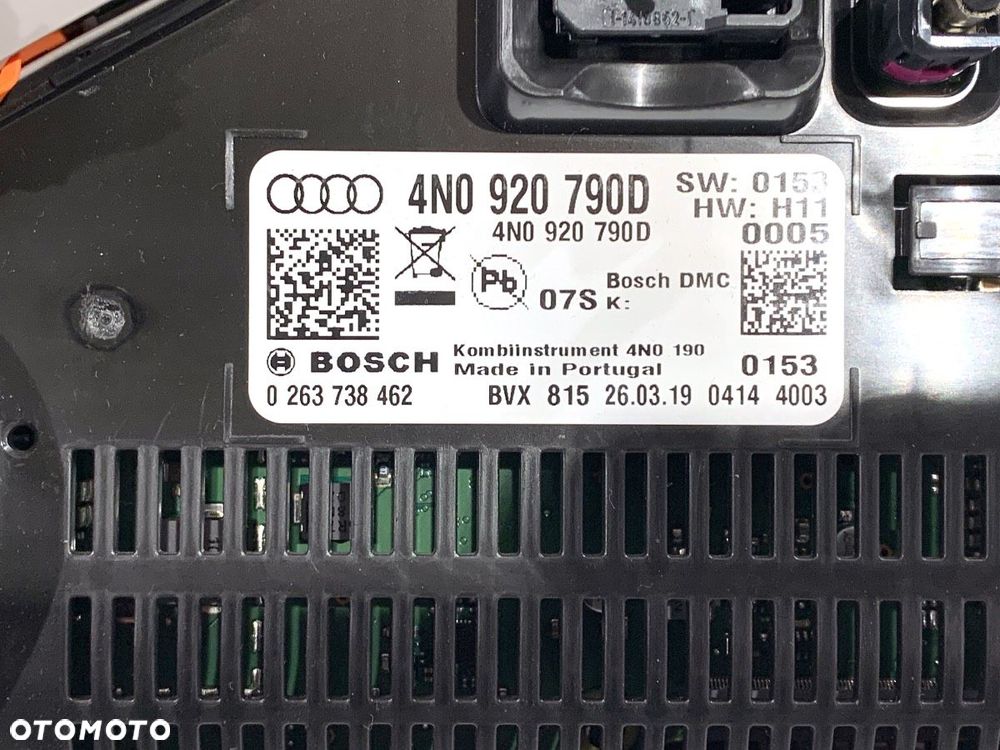 4N0 920 790D
SW: 0153
HW: H11
4N0 920 790D
0005
Pb
07S
Bosch DMC
K:
BOSCH
Kombiinstrument 4N0 190
Made in Portugal
0153
0 263 738 462
BVX 815 26.03.19 0414 4003
OTOMOTO